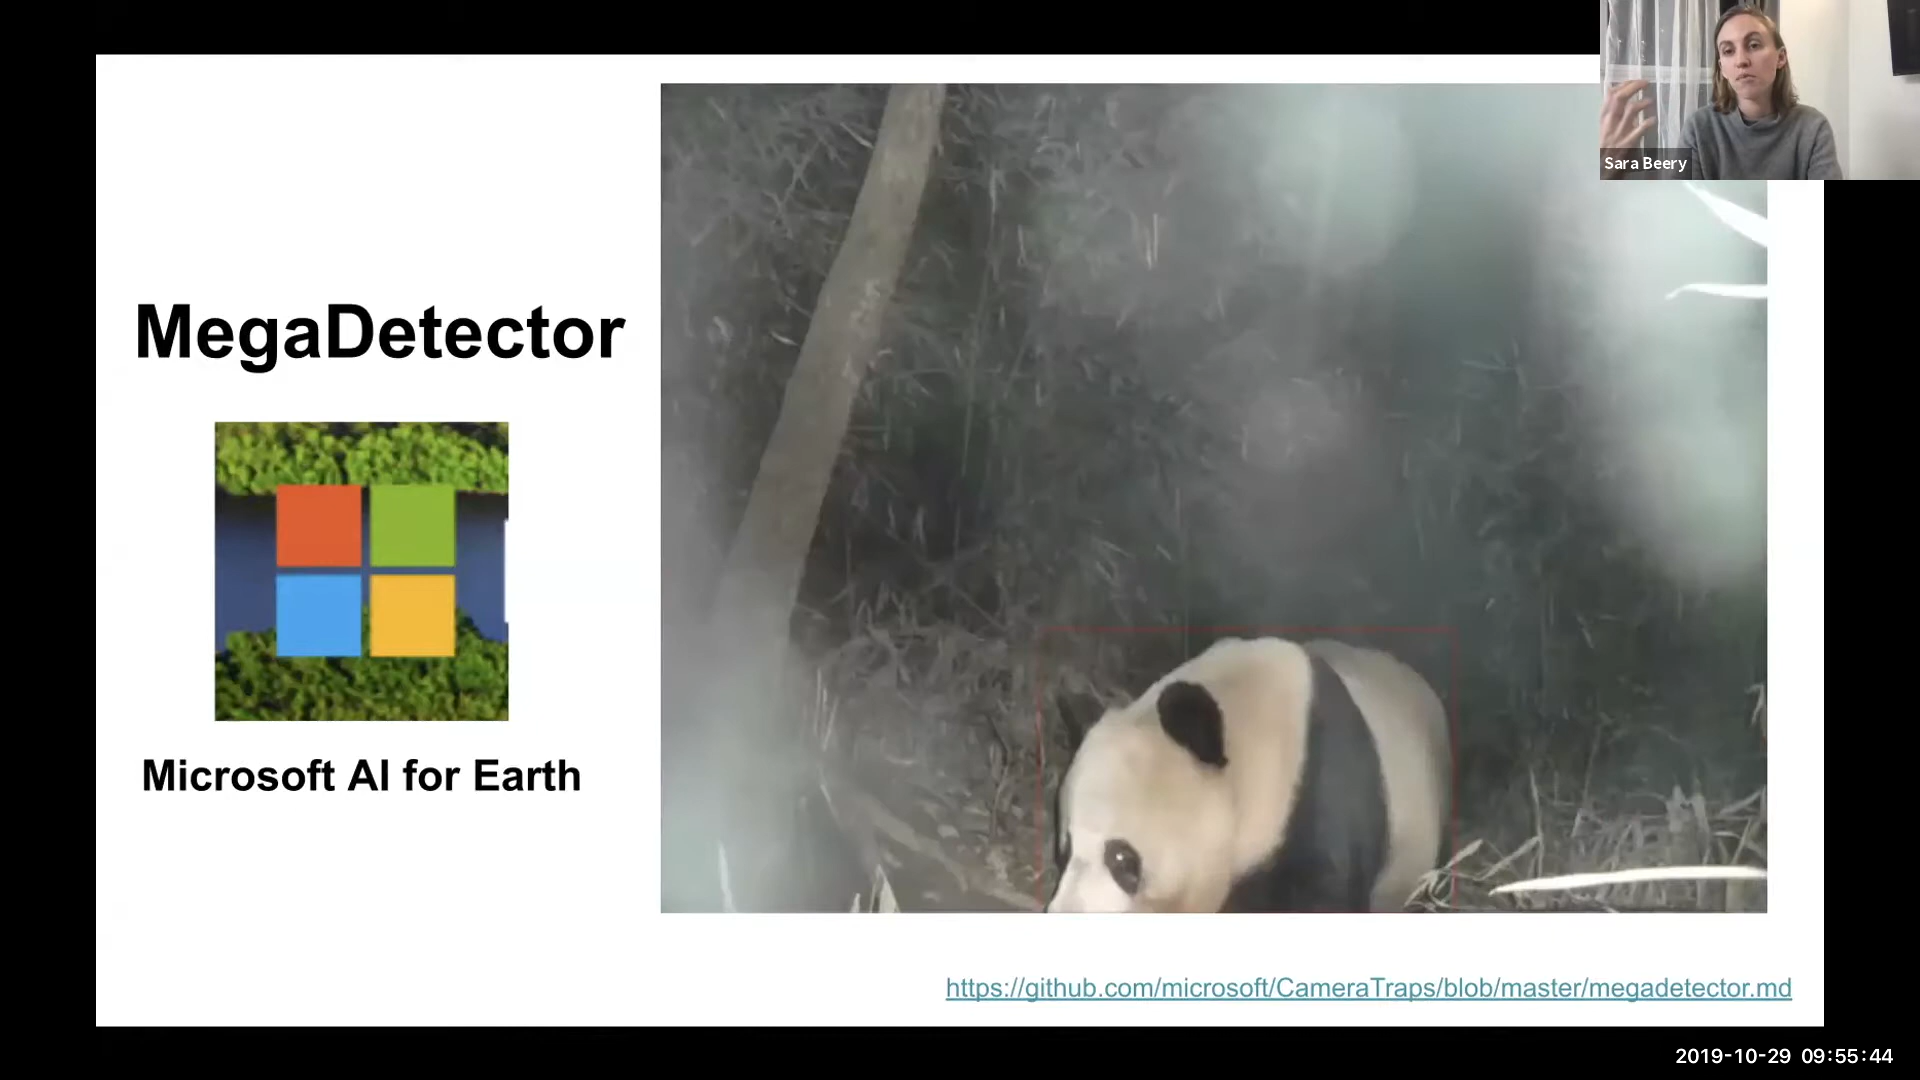 Sara Beery
MegaDetector
Microsoft AI for Earth
https://github.com/microsoft/CameraTraps/blob/master/megadetector.md
2019-10-29 09:55:44